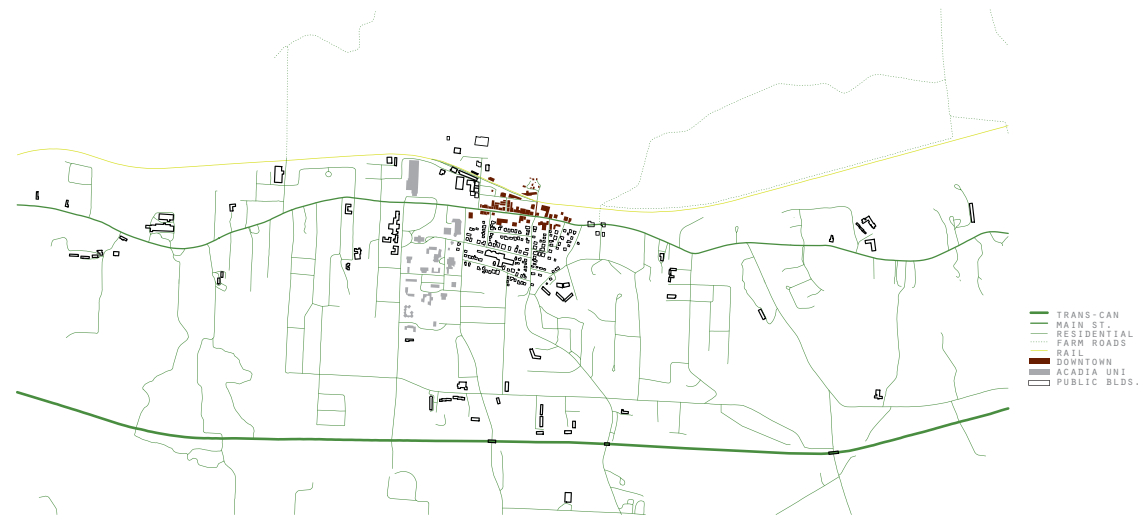 TRANS-CAN
MAIN ST.
RESIDENTIAL
FARM ROADS
RAIL
DOWNTOWN
ACADIA UNI
PUBLIC BLDS.